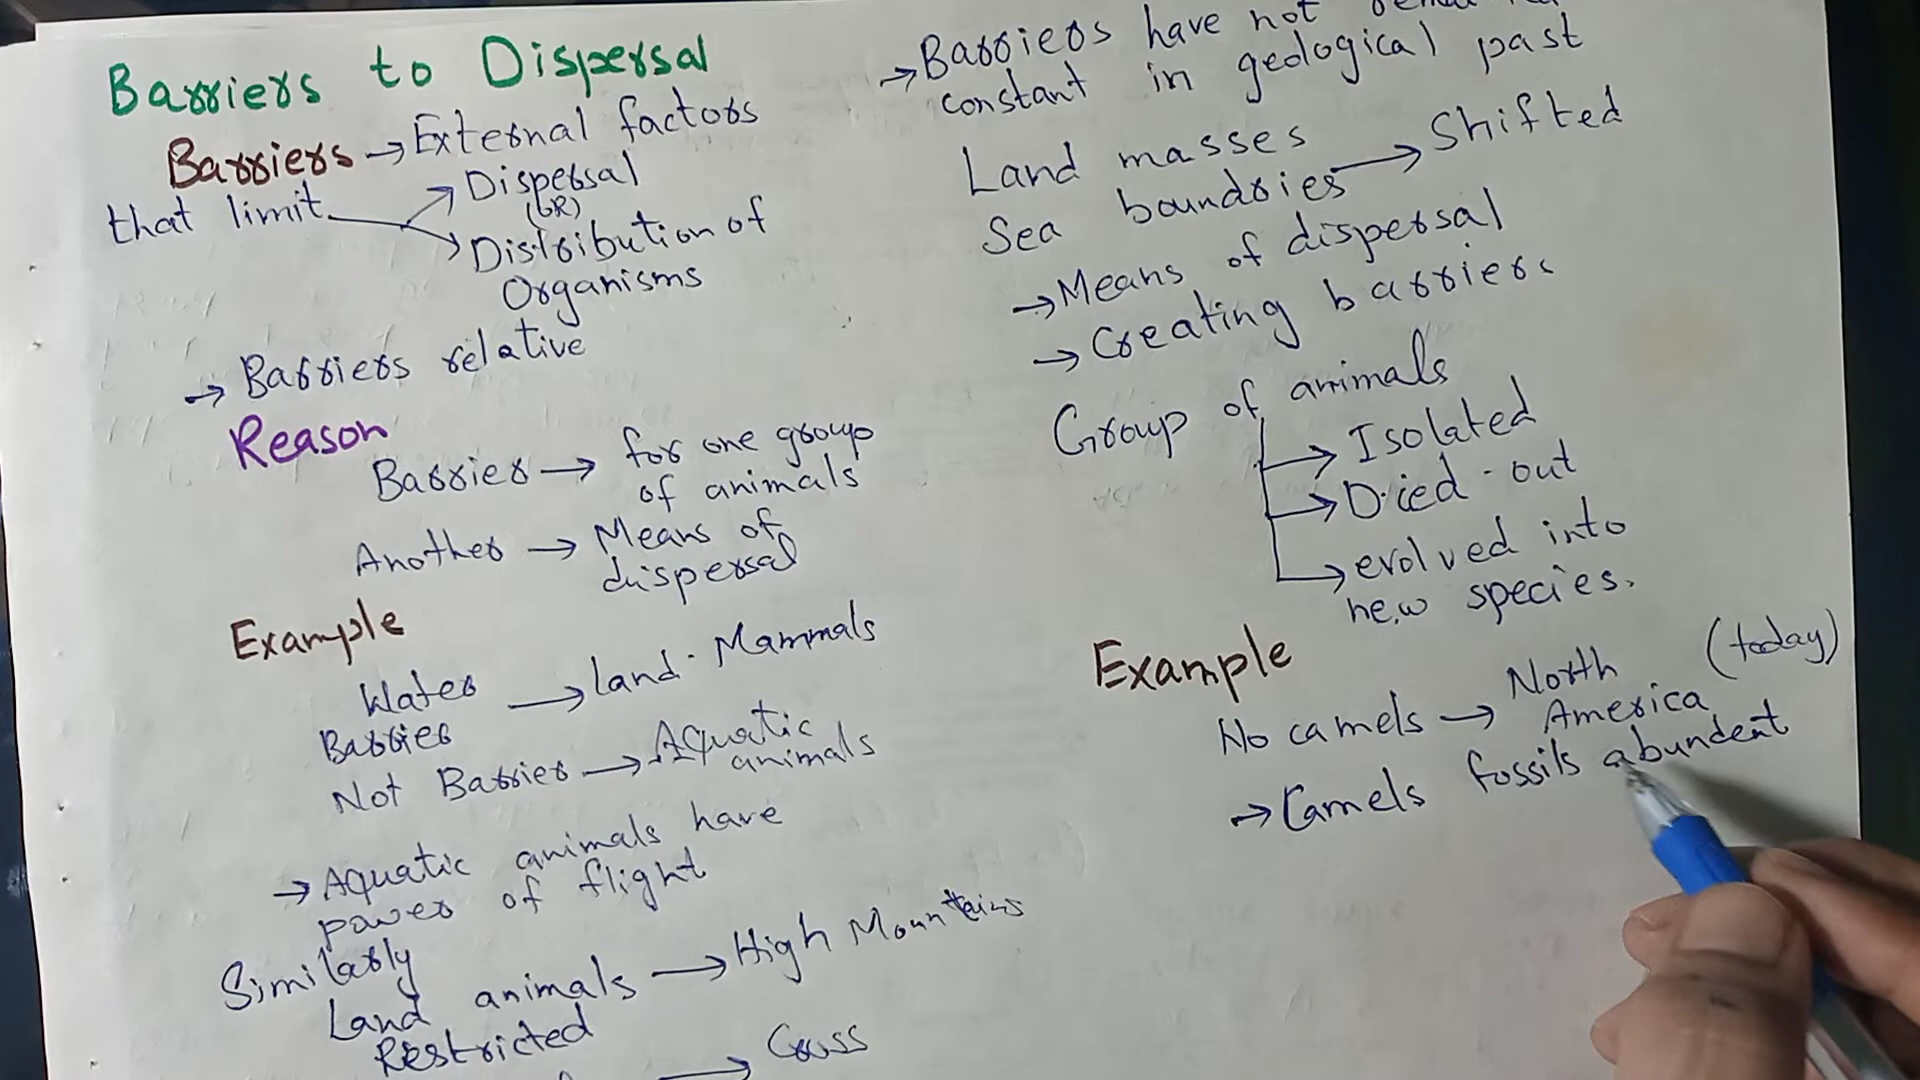 Barriers to Dispersal
Barriers → External factors
that limit → Dispersal
(OR)
Distribution of
Organisms
→ Barriers relative
Reason
Barrier → for one group
of animals
Another → Means of
dispersal
Example
Water → Land. Mammals
Barrier
Not Barrier → Aquatic
animals
→ Aquatic animals have
power of flight
Similarly
Land animals → High Mountains
Restricted
→ Cross
→ Barriers have not
constant in geological past
Land masses
Sea boundries → Shifted
→ Means of dispersal
→ Creating barriers
Group of animals
→ Isolated
→ Died-out
→ evolved into
new species.
Example
No camels → North (today)
America
→ Camels fossils abundent